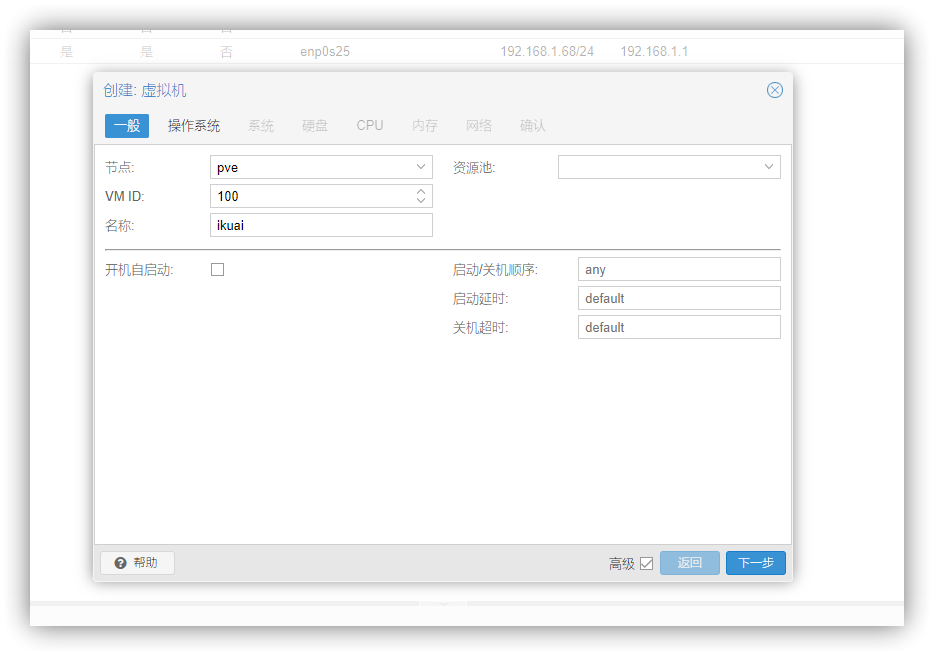 是 是 否 enp0s25 192.168.1.68/24 192.168.1.1
创建: 虚拟机
一般 操作系统 系统 硬盘 CPU 内存 网络 确认
节点: pve 资源池:
VM ID: 100
名称: ikuai
开机自启动: 启动/关机顺序: any
启动延时: default
关机超时: default
帮助 高级 返回 下一步